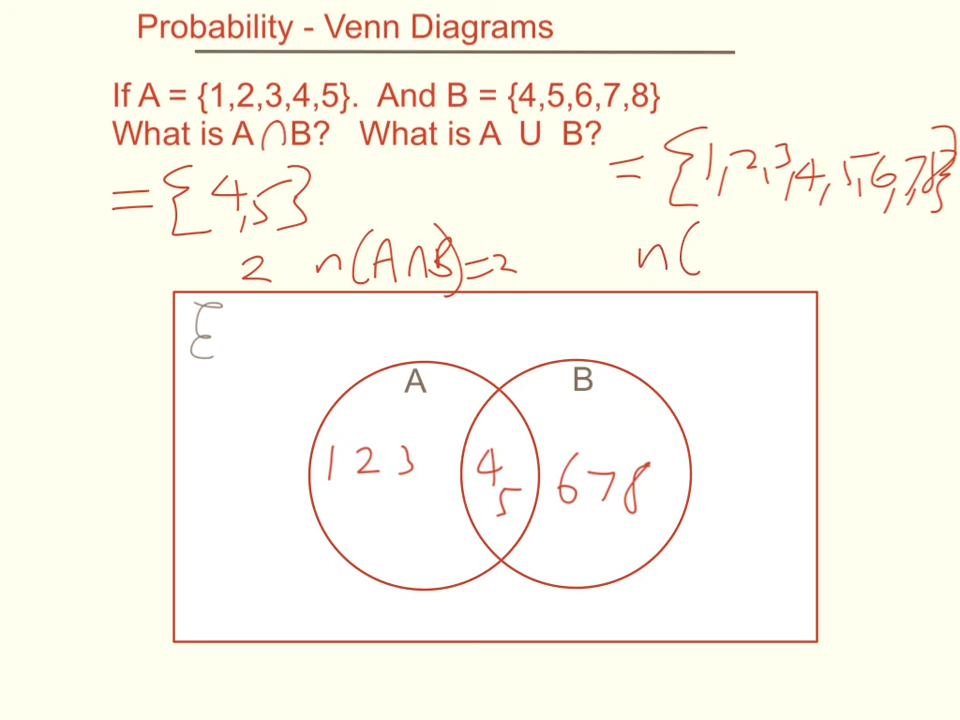 Probability - Venn Diagrams
If A = {1,2,3,4,5}. And B = {4,5,6,7,8}
What is A ∩ B? What is A U B?
= {4,5} = {1,2,3,4,5,6,7,8}
2 n(A∩B)=2 n(
ξ
A B
1 2 3 4 5 6 7 8